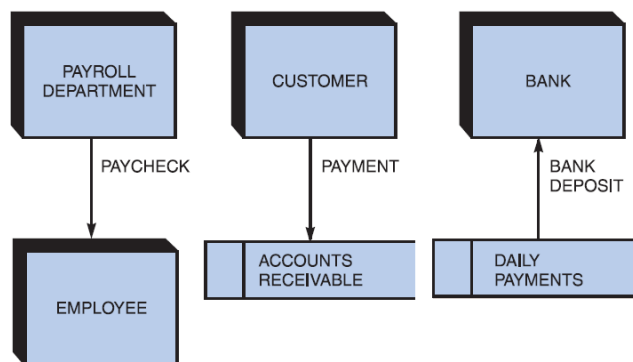 PAYROLL
DEPARTMENT
CUSTOMER
BANK
PAYCHECK
PAYMENT
BANK
DEPOSIT
EMPLOYEE
ACCOUNTS
RECEIVABLE
DAILY
PAYMENTS